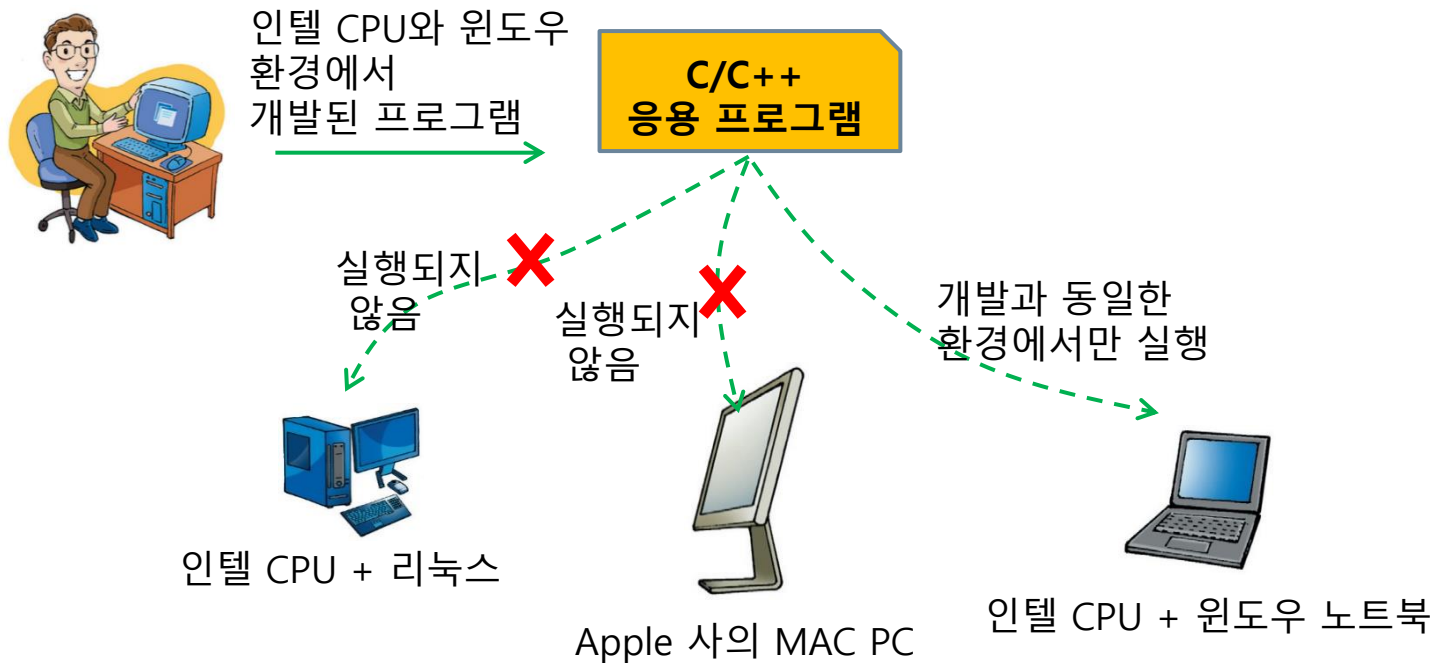 인텔 CPU와 윈도우
환경에서
개발된 프로그램
C/C++
응용 프로그램
실행되지
않음
실행되지
않음
개발과 동일한
환경에서만 실행
인텔 CPU + 리눅스
Apple 사의 MAC PC
인텔 CPU + 윈도우 노트북